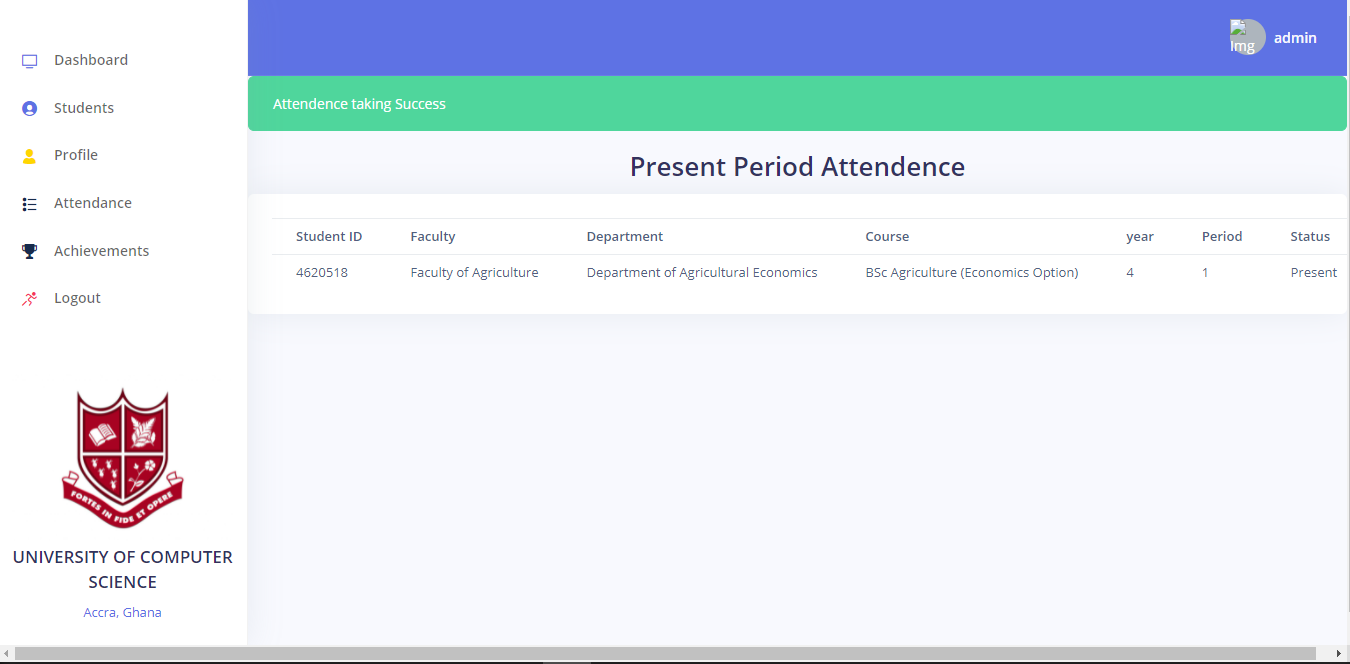 Dashboard
Students
Profile
Attendance
Achievements
Logout
FORTES IN FIDE ET OPERE
UNIVERSITY OF COMPUTER
SCIENCE
Accra, Ghana
Img
admin
Attendence taking Success
Present Period Attendence
Student ID Faculty Department Course year Period Status
4620518 Faculty of Agriculture Department of Agricultural Economics BSc Agriculture (Economics Option) 4 1 Present